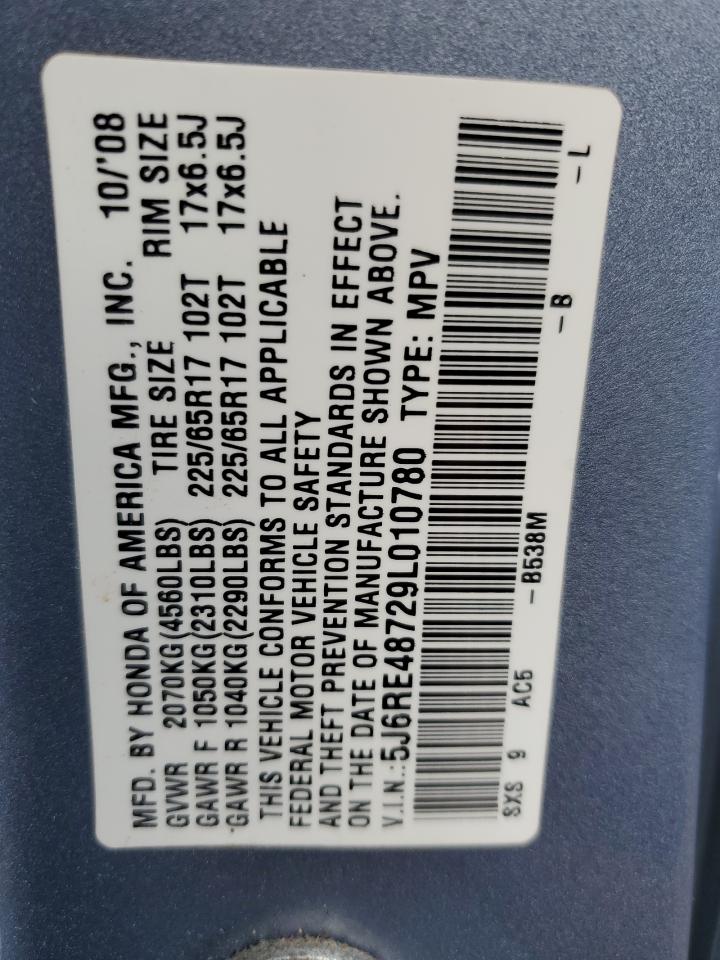 MFD. BY HONDA OF AMERICA MFG., INC. 10/'08
GVWR 2070KG(4560LBS) TIRE SIZE RIM SIZE
GAWR F 1050KG(2310LBS) 225/65R17 102T 17x6.5J
GAWR R 1040KG(2290LBS) 225/65R17 102T 17x6.5J
THIS VEHICLE CONFORMS TO ALL APPLICABLE
FEDERAL MOTOR VEHICLE SAFETY
AND THEFT PREVENTION STANDARDS IN EFFECT
ON THE DATE OF MANUFACTURE SHOWN ABOVE.
V.I.N.:5J6RE48729L010780 TYPE: MPV
SXS 9 AC5 -B538M -B -L